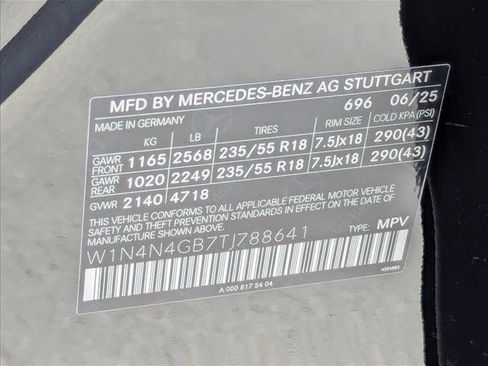 MFD BY MERCEDES-BENZ AG STUTTGART
MADE IN GERMANY 696 06/25
KG LB TIRES RIM SIZE COLD KPA(PSI)
GAWR FRONT 1165 2568 235/55 R18 7.5Jx18 290(43)
GAWR REAR 1020 2249 235/55 R18 7.5Jx18 290(43)
GVWR 2140 4718
THIS VEHICLE CONFORMS TO ALL APPLICABLE FEDERAL MOTOR VEHICLE
SAFETY AND THEFT PREVENTION STANDARDS IN EFFECT ON THE
DATE OF MANUFACTURE SHOWN ABOVE.
W1N4N4GB7TJ788641 TYPE: MPV
A 000 817 54 04